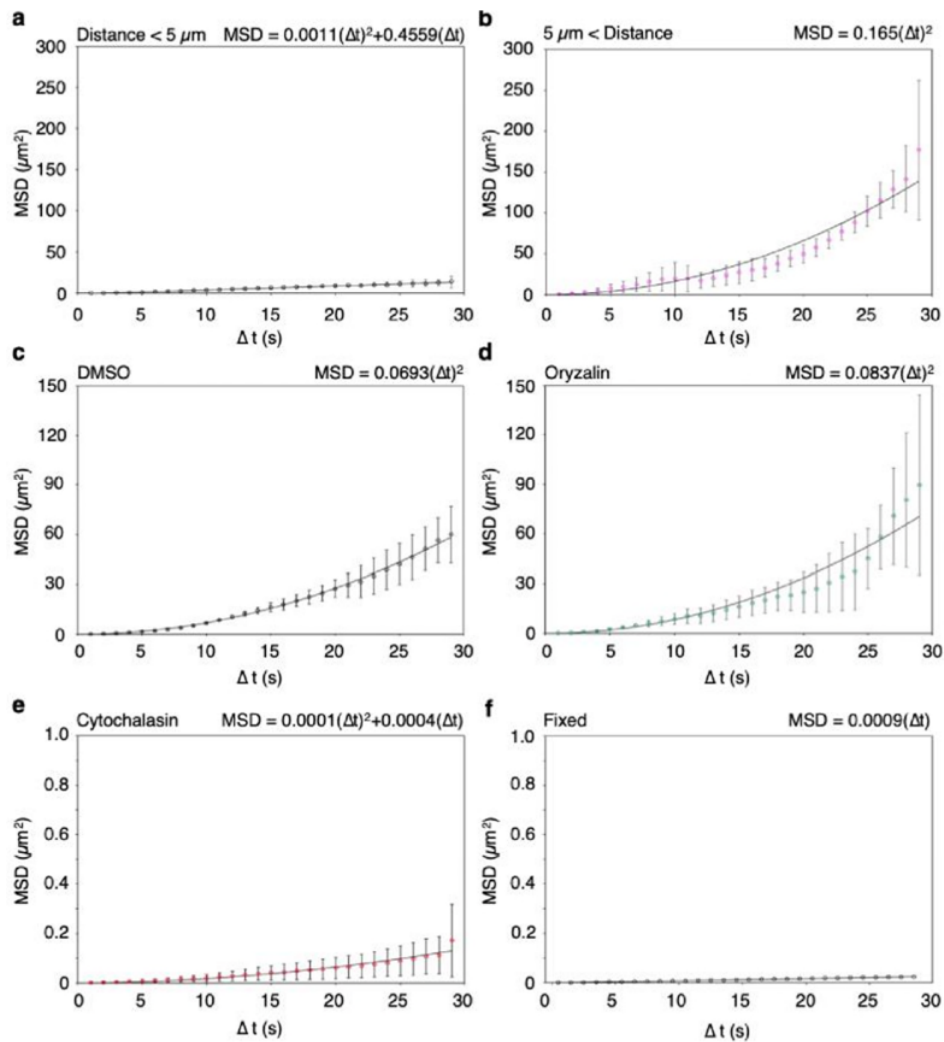 a
Distance < 5 µm MSD = 0.0011(Δt)²+0.4559(Δt)
300
250
200
150
100
50
0
MSD (µm²)
0 5 10 15 20 25 30
Δ t (s)
b
5 µm < Distance MSD = 0.165(Δt)²
300
250
200
150
100
50
0
MSD (µm²)
0 5 10 15 20 25 30
Δ t (s)
c
DMSO MSD = 0.0693(Δt)²
150
120
90
60
30
0
MSD (µm²)
0 5 10 15 20 25 30
Δ t (s)
d
Oryzalin MSD = 0.0837(Δt)²
150
120
90
60
30
0
MSD (µm²)
0 5 10 15 20 25 30
Δ t (s)
e
Cytochalasin MSD = 0.0001(Δt)²+0.0004(Δt)
1.0
0.8
0.6
0.4
0.2
0
MSD (µm²)
0 5 10 15 20 25 30
Δ t (s)
f
Fixed MSD = 0.0009(Δt)
1.0
0.8
0.6
0.4
0.2
0
MSD (µm²)
0 5 10 15 20 25 30
Δ t (s)